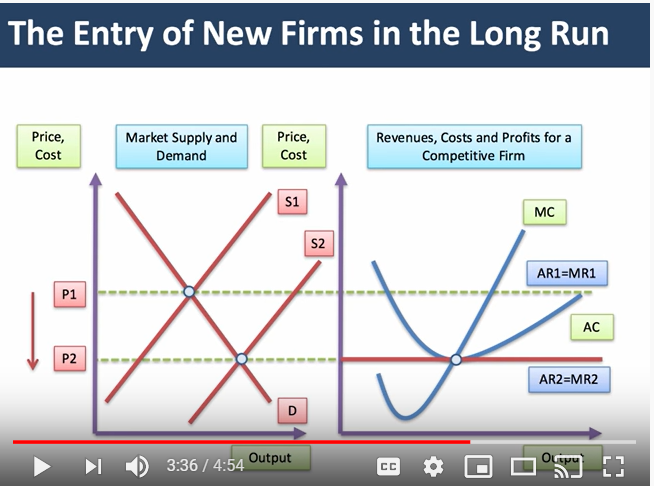 The Entry of New Firms in the Long Run
Price,
Cost
Market Supply and
Demand
Price,
Cost
Revenues, Costs and Profits for a
Competitive Firm
S1
S2
P1
P2
D
MC
AR1=MR1
AC
AR2=MR2
Output
Output
3:36 / 4:54
CC